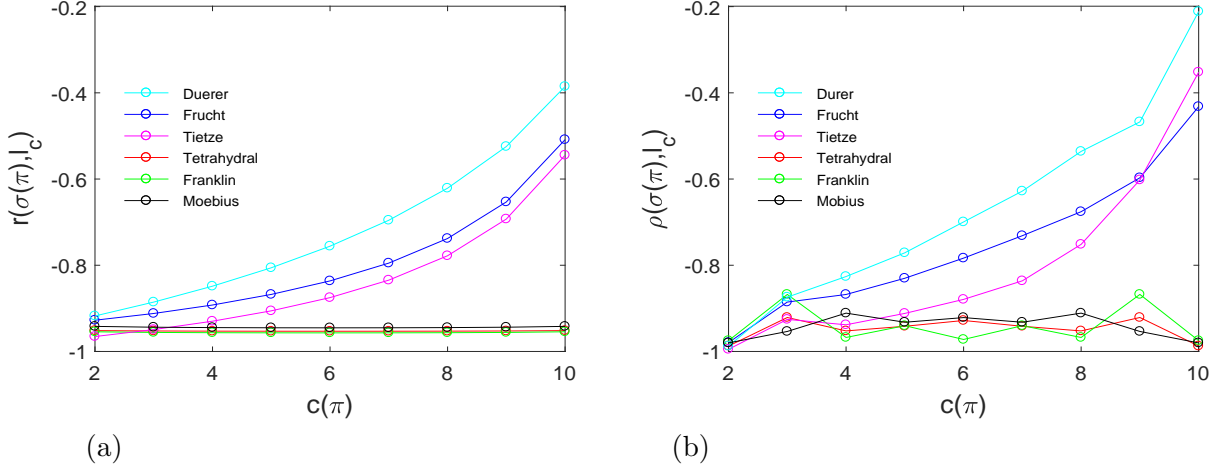 -0.2
-0.4
-0.6
-0.8
-1
r(σ(π),l_c)
Duerer
Frucht
Tietze
Tetrahydral
Franklin
Moebius
2 4 6 8 10
c(π)
(a)
-0.2
-0.4
-0.6
-0.8
-1
ρ(σ(π),l_c)
Durer
Frucht
Tietze
Tetrahydral
Franklin
Mobius
2 4 6 8 10
c(π)
(b)